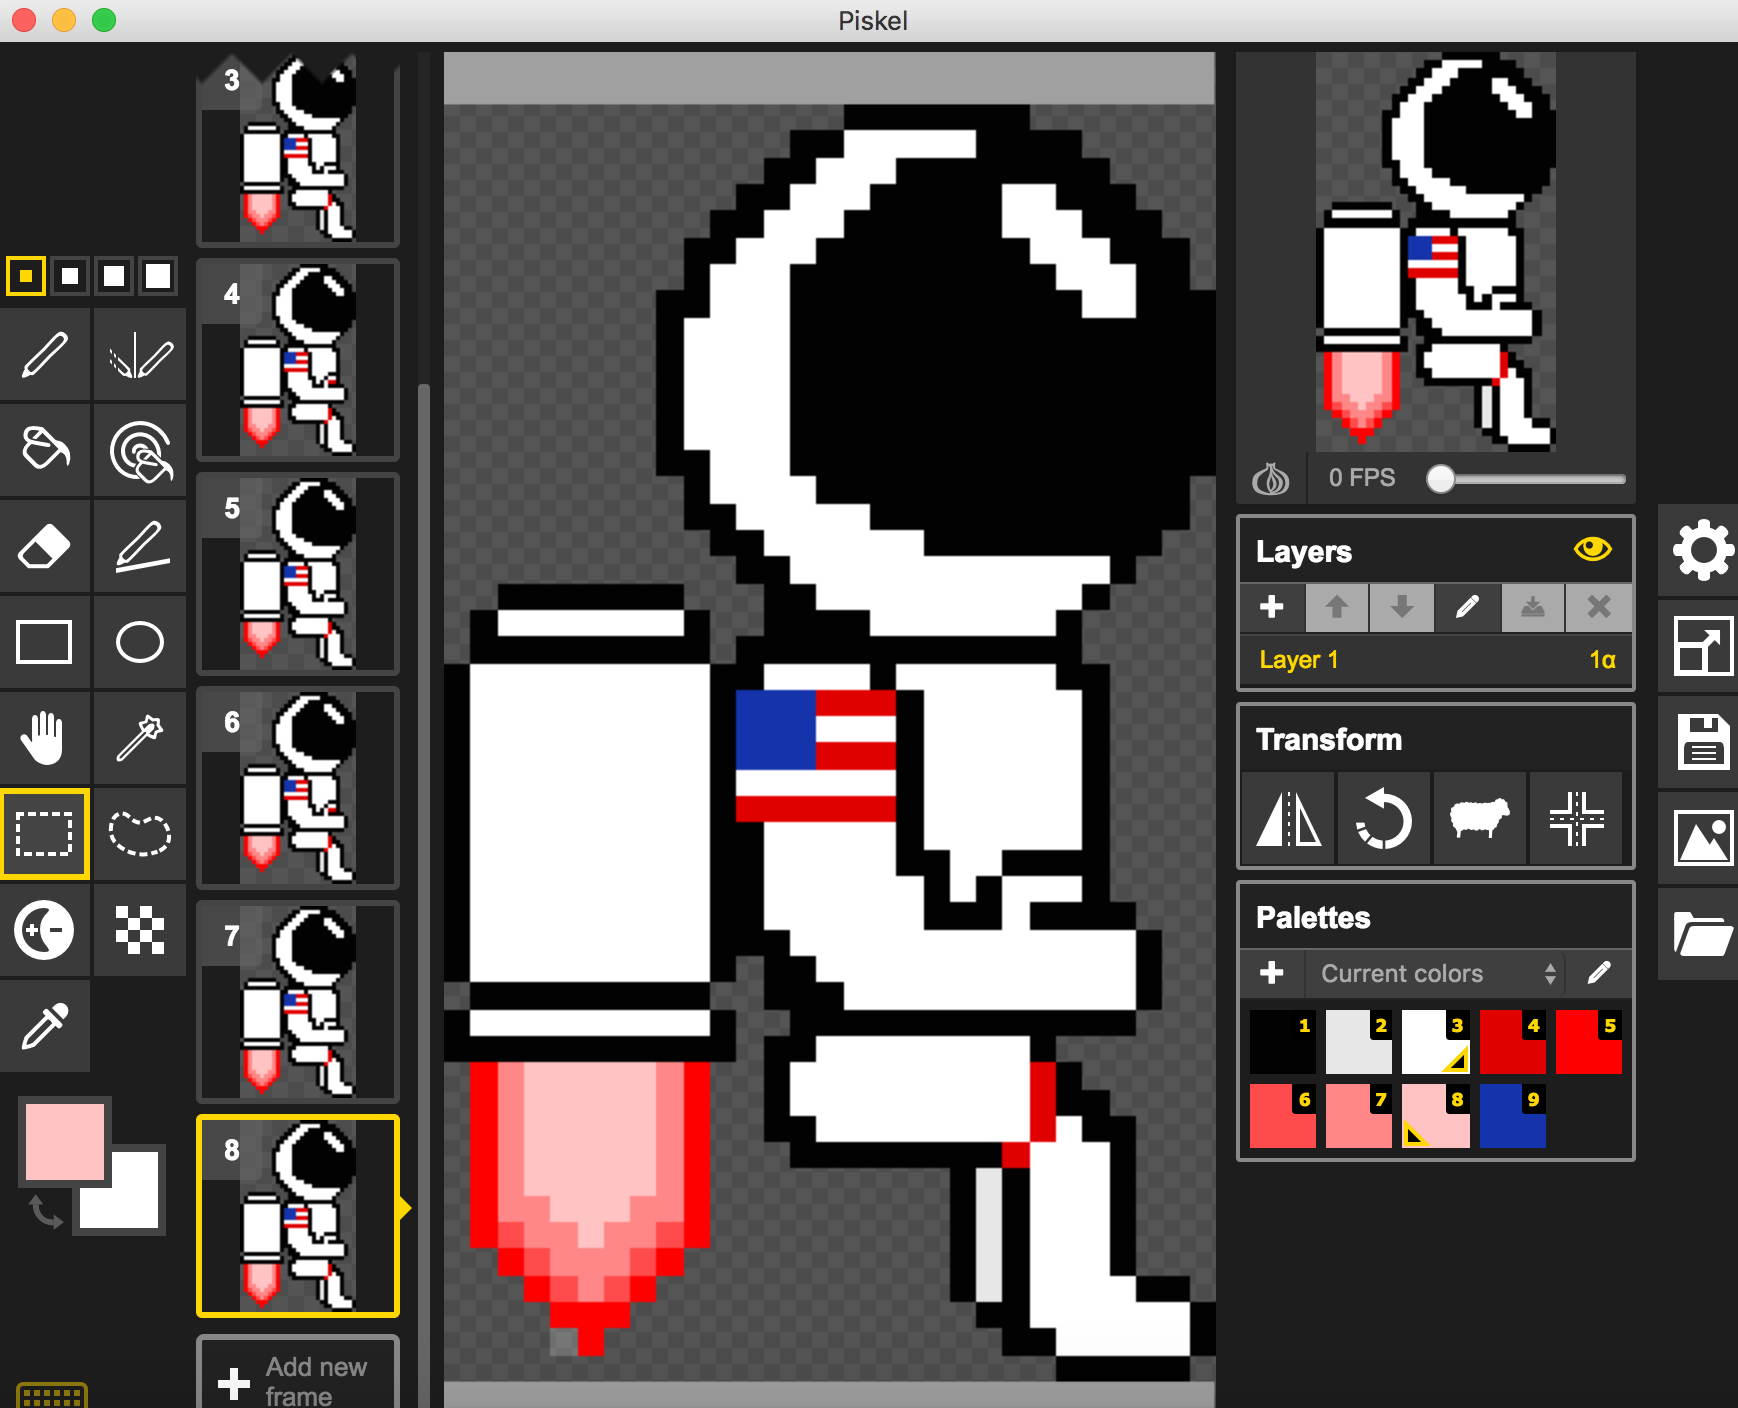 Piskel
3
4
5
6
7
8
Add new
frame
0 FPS
Layers
Layer 1
1α
Transform
Palettes
Current colors
1
2
3
4
5
6
7
8
9